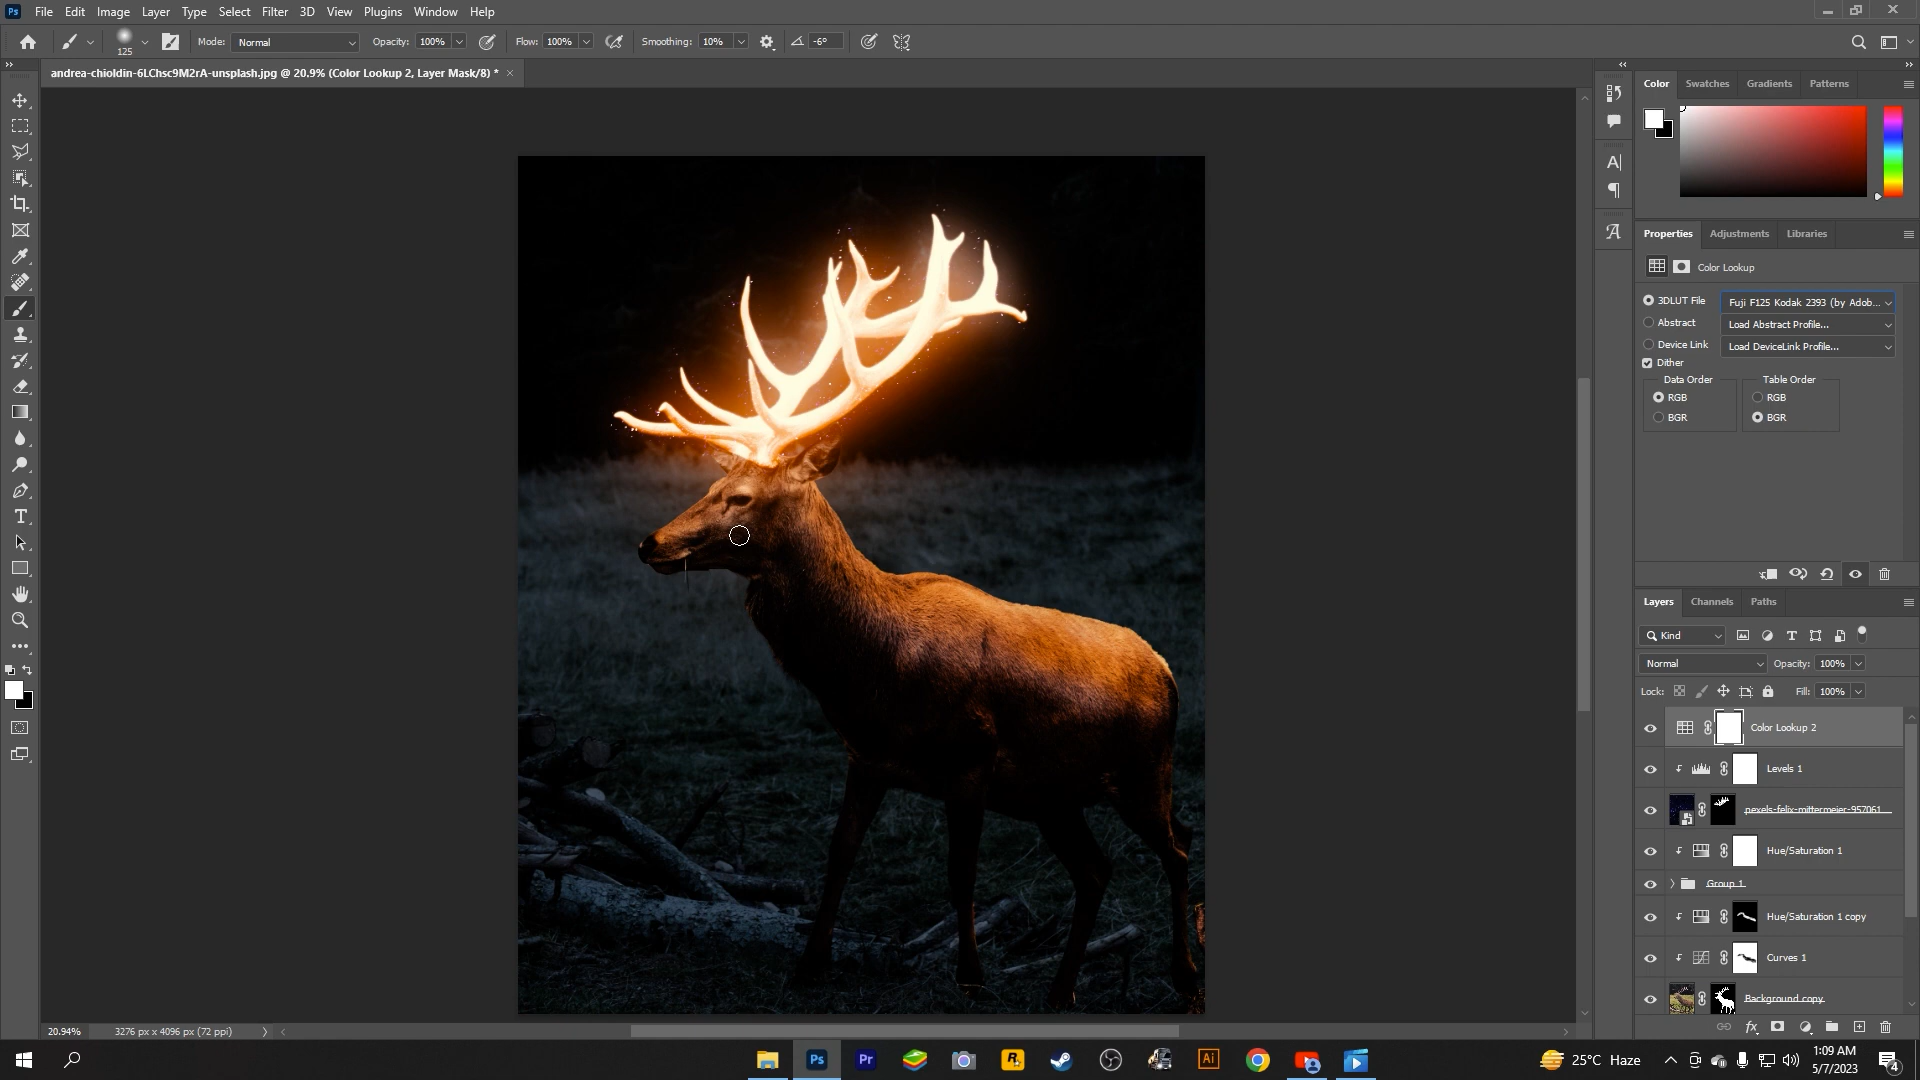 Ps File Edit Image Layer Type Select Filter 3D View Plugins Window Help
125 Mode: Normal Opacity: 100% Flow: 100% Smoothing: 10% -6°
andrea-chioldin-6LChsc9M2rA-unsplash.jpg @ 20.9% (Color Lookup 2, Layer Mask/8) *
Color Swatches Gradients Patterns
Properties Adjustments Libraries
Color Lookup
3DLUT File Fuji F125 Kodak 2393 (by Adob...
Abstract Load Abstract Profile...
Device Link Load DeviceLink Profile...
Dither
Data Order Table Order
RGB RGB
BGR BGR
Layers Channels Paths
Kind
Normal Opacity: 100%
Lock: Fill: 100%
Color Lookup 2
Levels 1
pexels-felix-mittermeier-957061
Hue/Saturation 1
Group 1
Hue/Saturation 1 copy
Curves 1
Background copy
20.94% 3276 px x 4096 px (72 ppi)
Ps Pr R Ai 25°C Haze 1:09 AM
5/7/2023 4